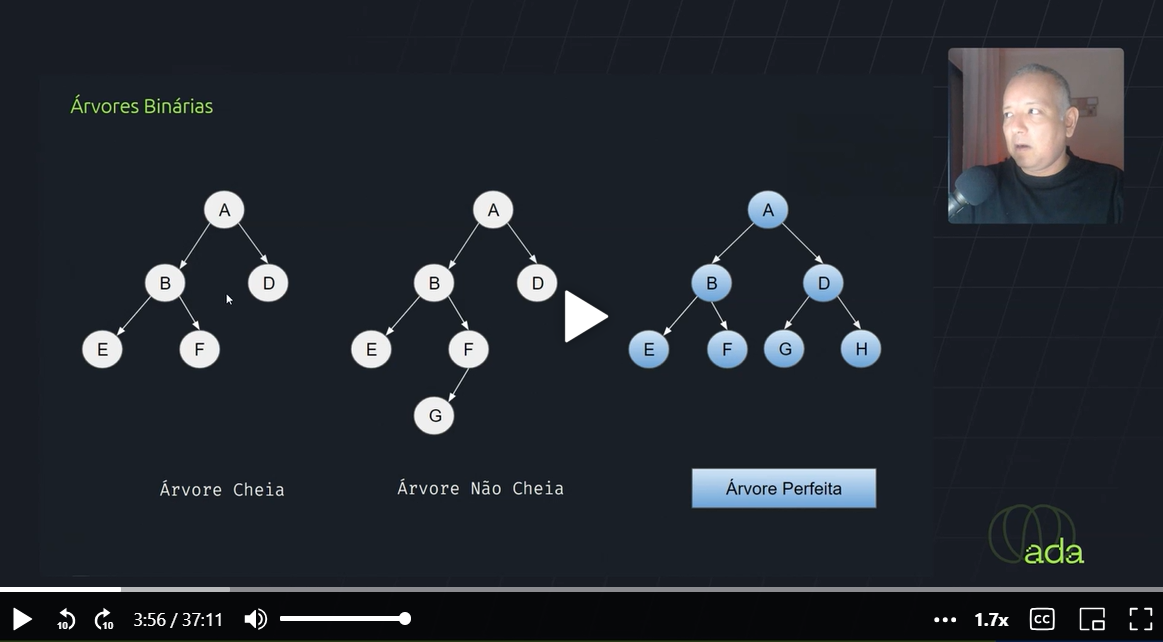 Árvores Binárias
A
A
A
B
D
B
D
B
D
E
F
E
F
E
F
G
H
G
Árvore Cheia
Árvore Não Cheia
Árvore Perfeita
ada
10
10
3:56 / 37:11
1.7x
CC